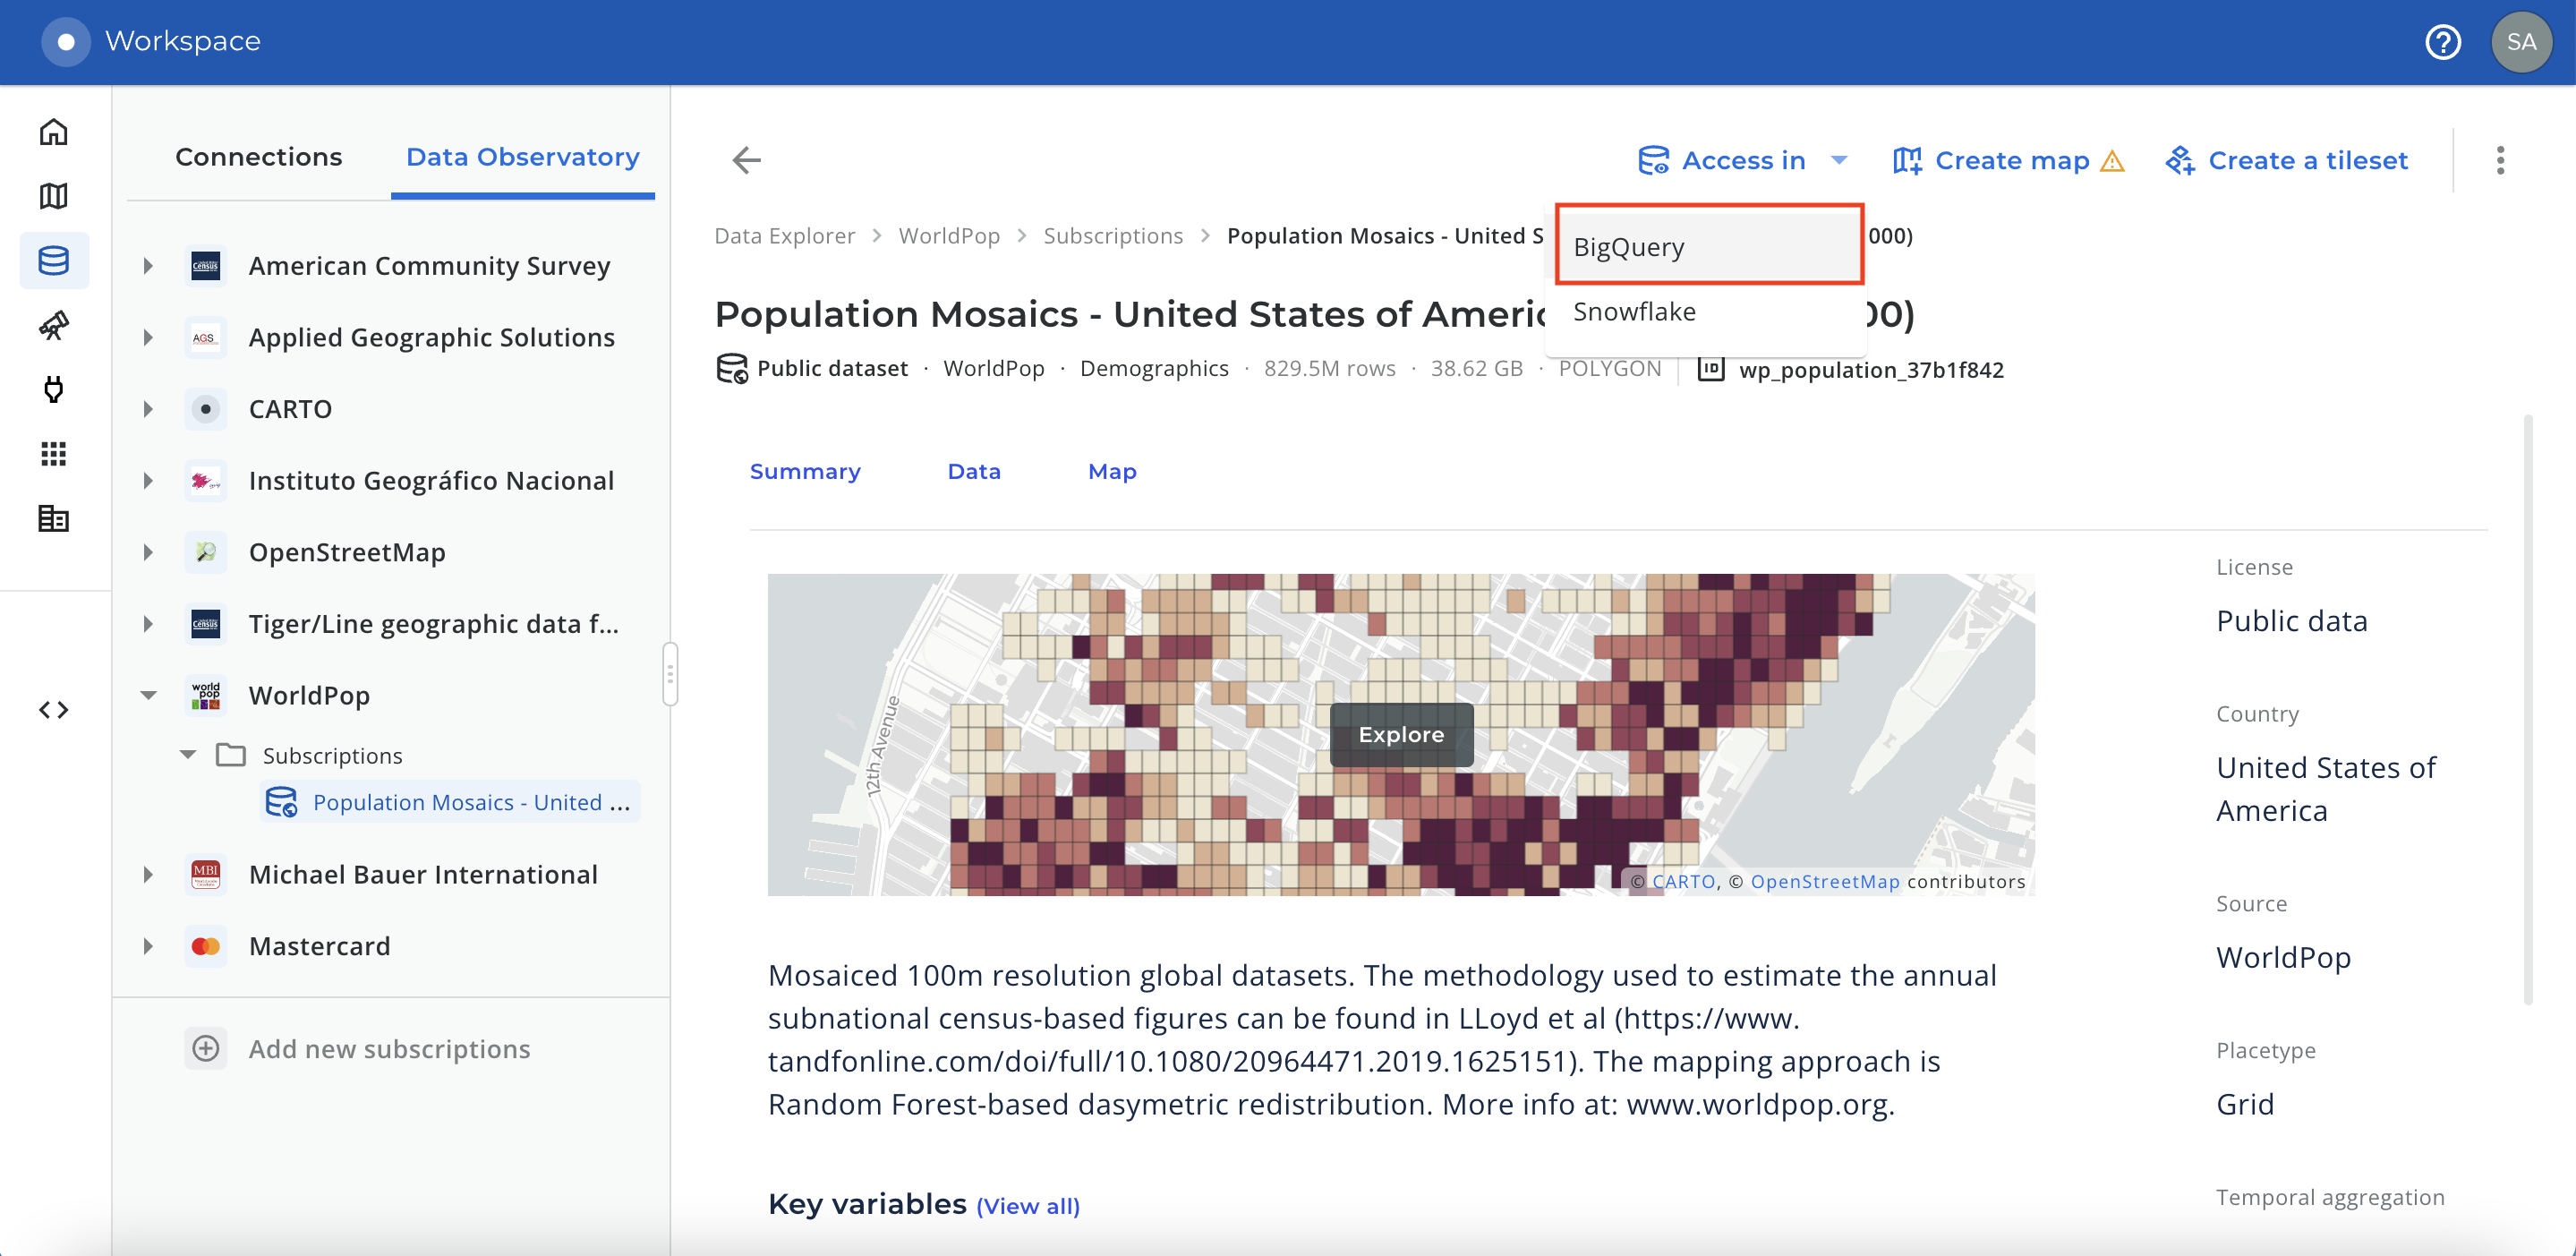 Workspace
SA
Connections
Data Observatory
American Community Survey
AGS
Applied Geographic Solutions
CARTO
Instituto Geográfico Nacional
OpenStreetMap
Census
Tiger/Line geographic data f...
world
pop
WorldPop
Subscriptions
Population Mosaics - United ...
MBI
Michael Bauer International
Mastercard
Add new subscriptions
Access in
Create map
Create a tileset
Data Explorer > WorldPop > Subscriptions > Population Mosaics - United S
000)
BigQuery
Snowflake
Population Mosaics - United States of Americ
00)
Public dataset · WorldPop · Demographics · 829.5M rows · 38.62 GB · POLYGON
ID wp_population_37b1f842
Summary
Data
Map
12th Avenue
Explore
© CARTO, © OpenStreetMap contributors
Mosaiced 100m resolution global datasets. The methodology used to estimate the annual
subnational census-based figures can be found in LLoyd et al (https://www.
tandfonline.com/doi/full/10.1080/20964471.2019.1625151). The mapping approach is
Random Forest-based dasymetric redistribution. More info at: www.worldpop.org.
Key variables (View all)
License
Public data
Country
United States of
America
Source
WorldPop
Placetype
Grid
Temporal aggregation